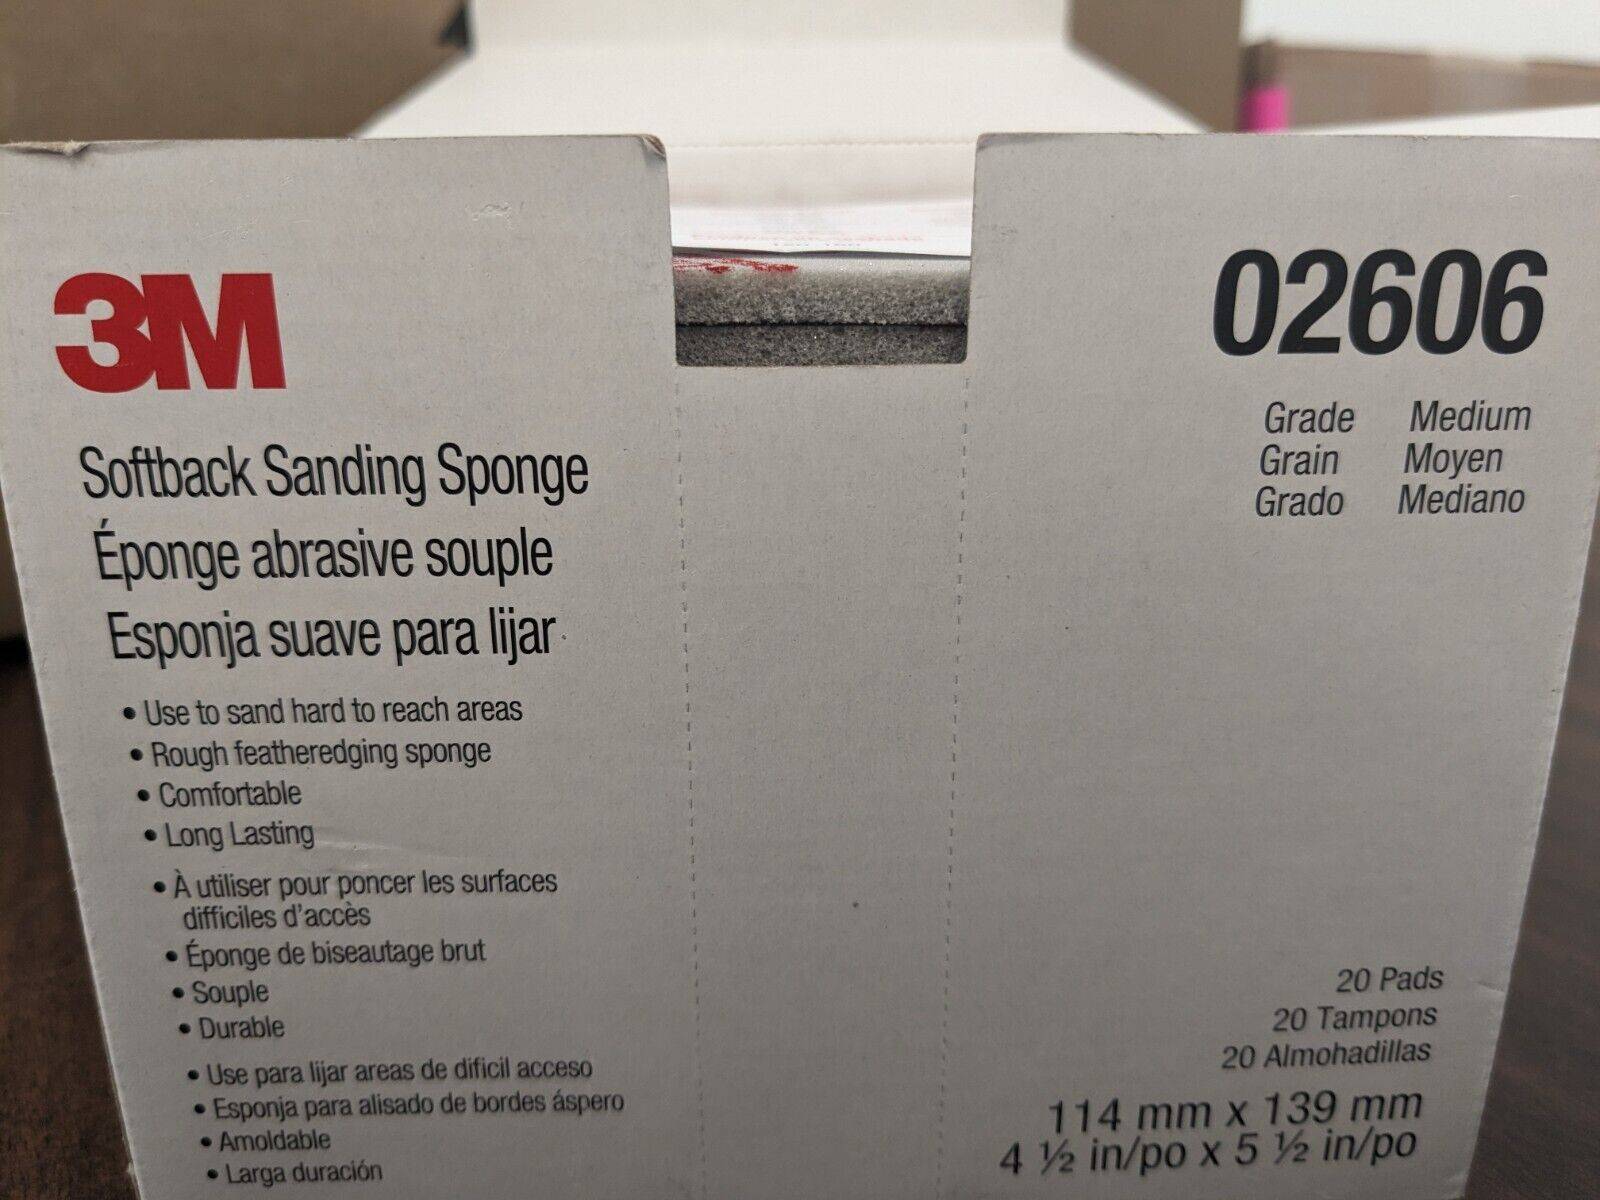 3M
Softback Sanding Sponge
Éponge abrasive souple
Esponja suave para lijar
• Use to sand hard to reach areas
• Rough featheredging sponge
• Comfortable
• Long Lasting
• À utiliser pour poncer les surfaces
difficiles d'accès
• Éponge de biseautage brut
• Souple
• Durable
• Use para lijar areas de dificil acceso
• Esponja para alisado de bordes áspero
• Amoldable
• Larga duración
02606
Grade Medium
Grain Moyen
Grado Mediano
20 Pads
20 Tampons
20 Almohadillas
114 mm x 139 mm
4 ½ in/po x 5 ½ in/po